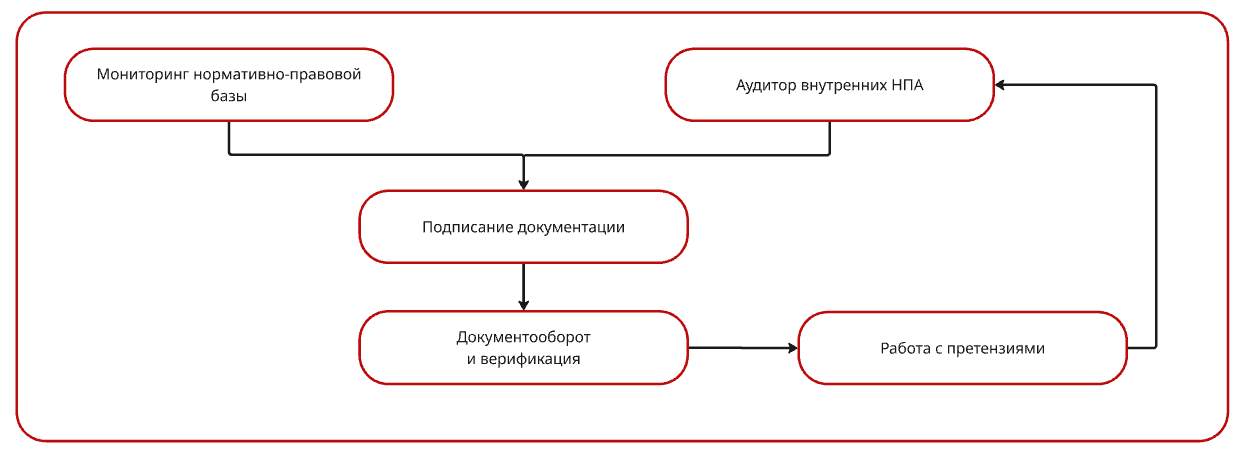 Мониторинг нормативно-правовой
базы
Аудитор внутренних НПА
Подписание документации
Документооборот
и верификация
Работа с претензиями